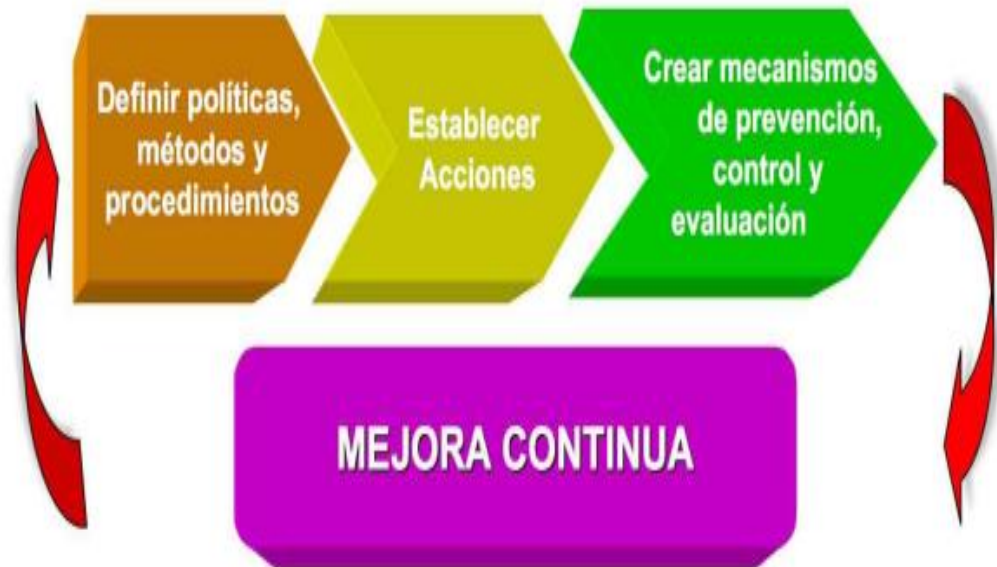 Definir políticas,
métodos y
procedimientos
Establecer
Acciones
Crear mecanismos
de prevención,
control y
evaluación
MEJORA CONTINUA